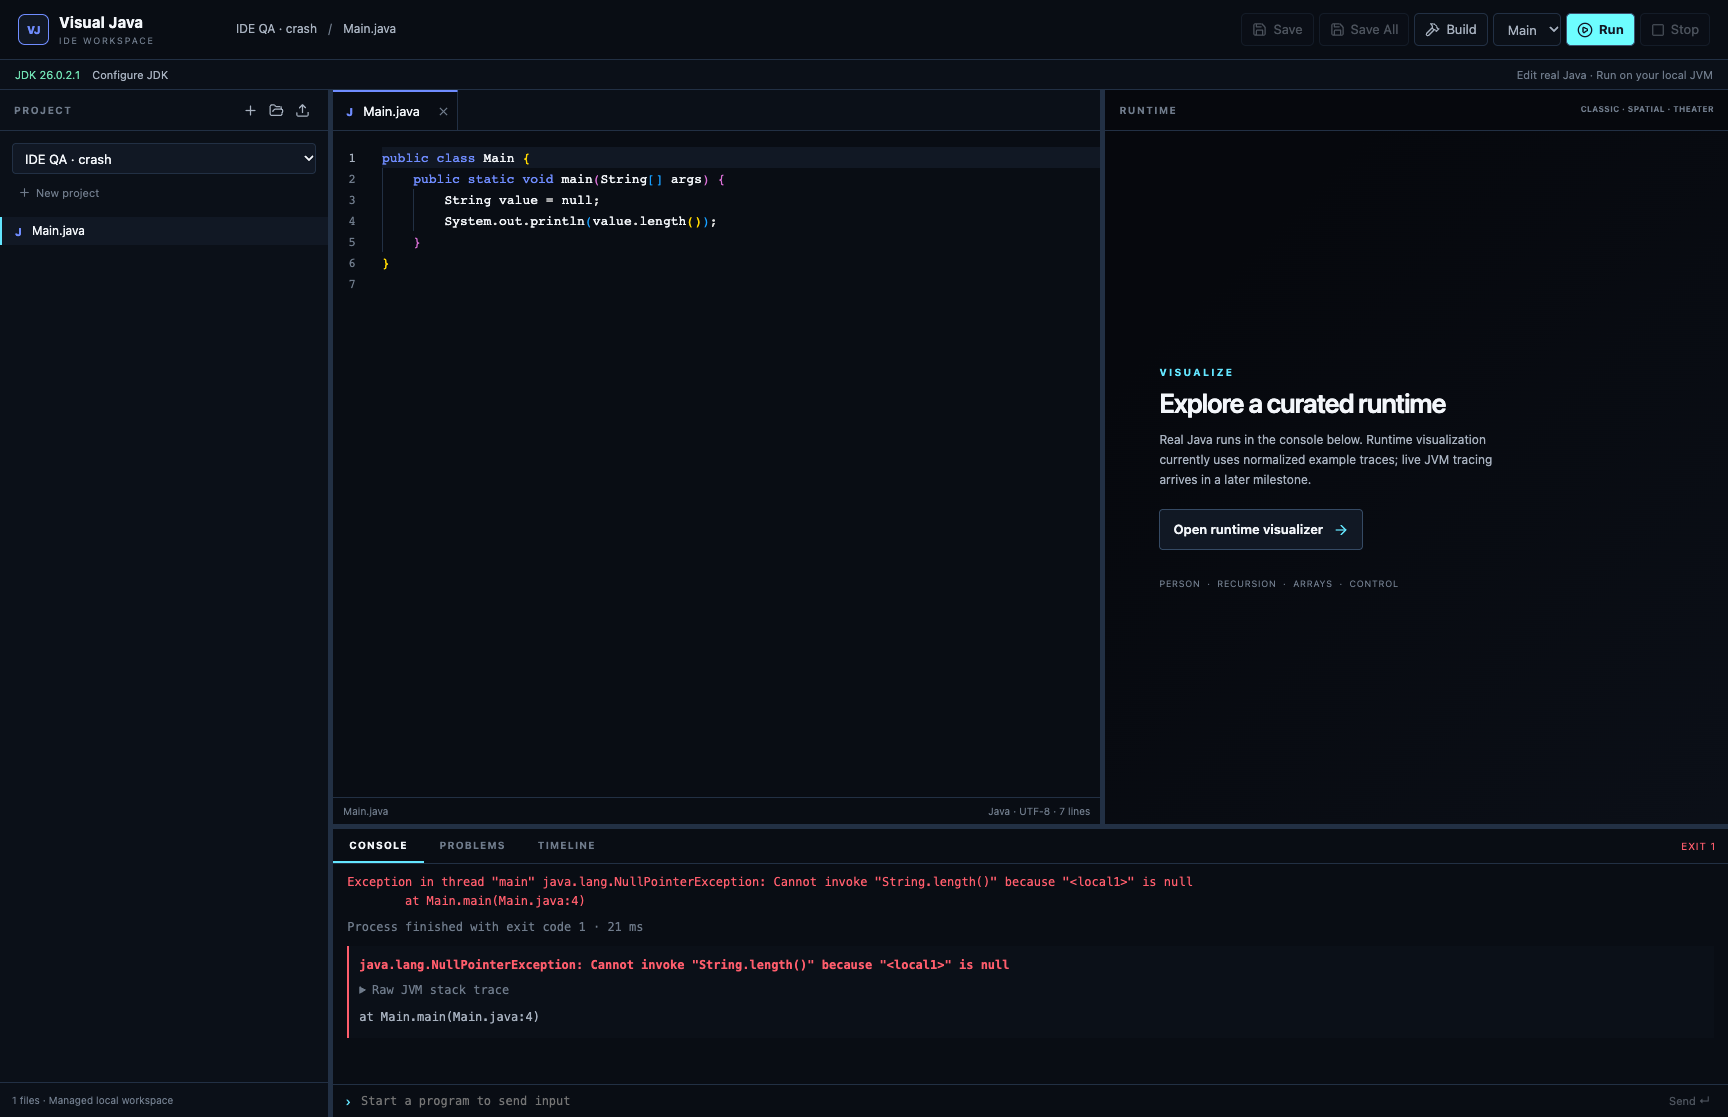 VJ
Visual Java
IDE WORKSPACE
IDE QA · crash / Main.java
Save
Save All
Build
Main
Run
Stop
JDK 26.0.2.1 Configure JDK
Edit real Java · Run on your local JVM
PROJECT
IDE QA · crash
+ New project
J Main.java
1 files · Managed local workspace
J Main.java ×
1 public class Main {
2     public static void main(String[] args) {
3         String value = null;
4         System.out.println(value.length());
5     }
6 }
7
Main.java
Java · UTF-8 · 7 lines
RUNTIME
CLASSIC · SPATIAL · THEATER
VISUALIZE
Explore a curated runtime
Real Java runs in the console below. Runtime visualization
currently uses normalized example traces; live JVM tracing
arrives in a later milestone.
Open runtime visualizer →
PERSON · RECURSION · ARRAYS · CONTROL
CONSOLE PROBLEMS TIMELINE
EXIT 1
Exception in thread "main" java.lang.NullPointerException: Cannot invoke "String.length()" because "<local1>" is null
        at Main.main(Main.java:4)
Process finished with exit code 1 · 21 ms
java.lang.NullPointerException: Cannot invoke "String.length()" because "<local1>" is null
▶ Raw JVM stack trace
at Main.main(Main.java:4)
› Start a program to send input
Send ↵